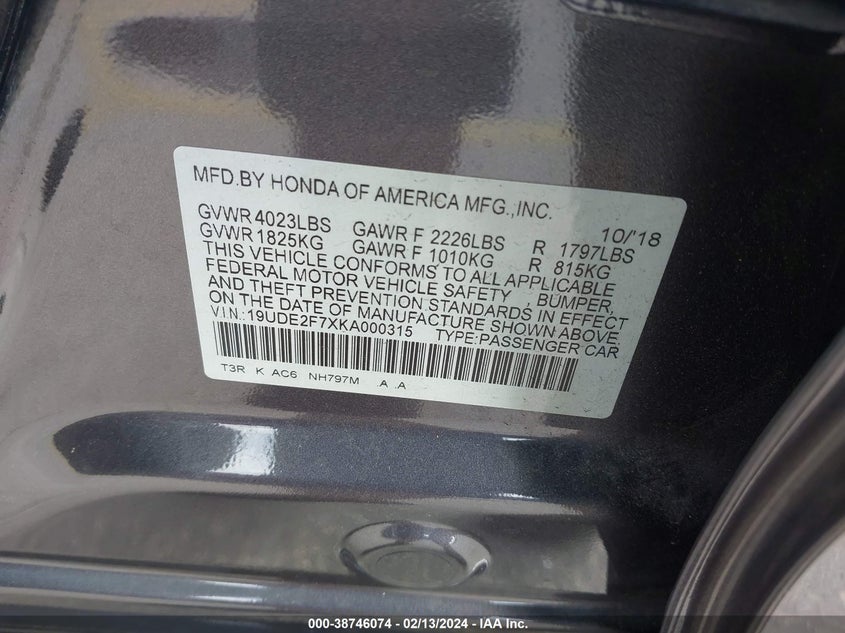 MFD.BY HONDA OF AMERICA MFG.,INC.
10/'18
GVWR 4023LBS GAWR F 2226LBS R 1797LBS
GVWR 1825KG GAWR F 1010KG R 815KG
THIS VEHICLE CONFORMS TO ALL APPLICABLE
FEDERAL MOTOR VEHICLE SAFETY , BUMPER,
AND THEFT PREVENTION STANDARDS IN EFFECT
ON THE DATE OF MANUFACTURE SHOWN ABOVE.
V.I.N.: 19UDE2F7XKA000315 TYPE:PASSENGER CAR
T3R K AC6 NH797M A .A
000-38746074 / 02/13/2024 - IAA Inc.